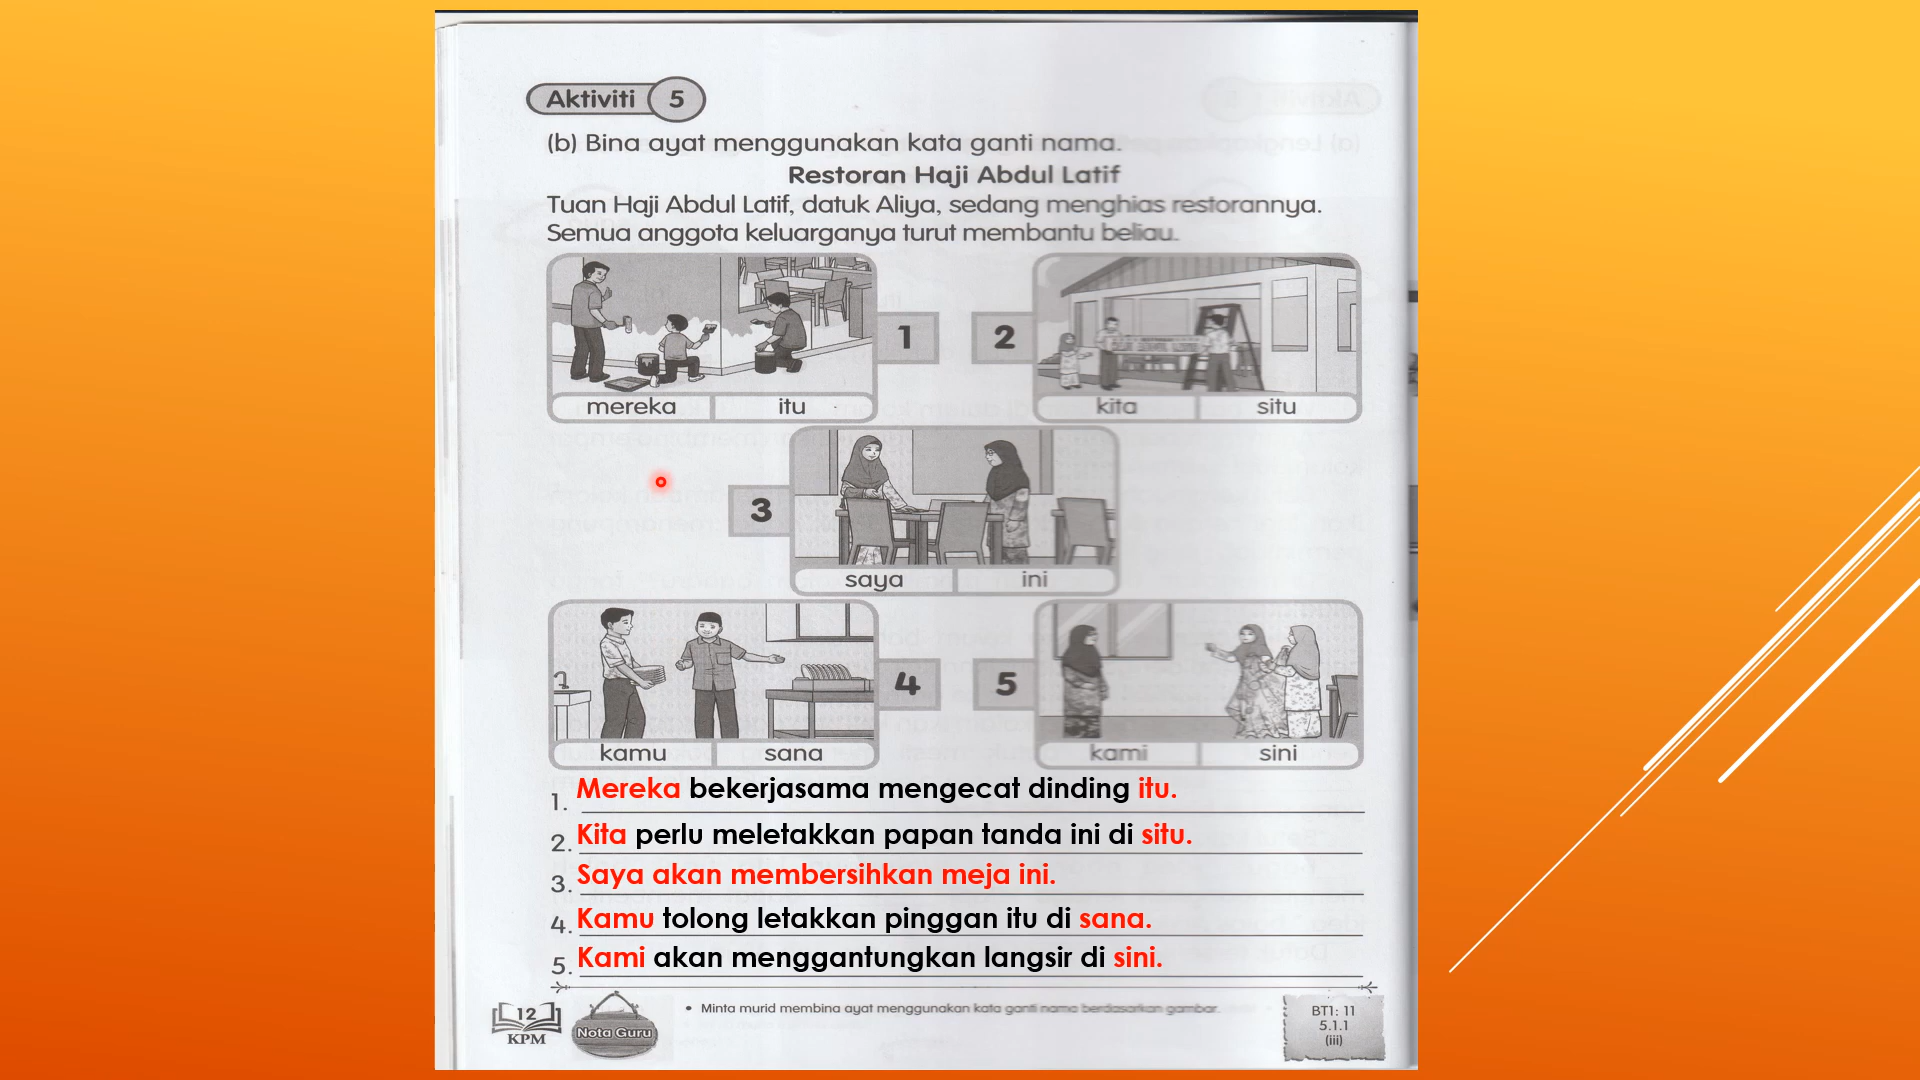 Aktiviti 5
(b) Bina ayat menggunakan kata ganti nama.
Restoran Haji Abdul Latif
Tuan Haji Abdul Latif, datuk Aliya, sedang menghias restorannya.
Semua anggota keluarganya turut membantu beliau.
1
mereka itu
2
kita situ
3
saya ini
4
kamu sana
5
kami sini
1. Mereka bekerjasama mengecat dinding itu.
2. Kita perlu meletakkan papan tanda ini di situ.
3. Saya akan membersihkan meja ini.
4. Kamu tolong letakkan pinggan itu di sana.
5. Kami akan menggantungkan langsir di sini.
12
KPM
Nota Guru
• Minta murid membina ayat menggunakan kata ganti nama berdasarkan gambar.
BT1: 11
5.1.1
(iii)